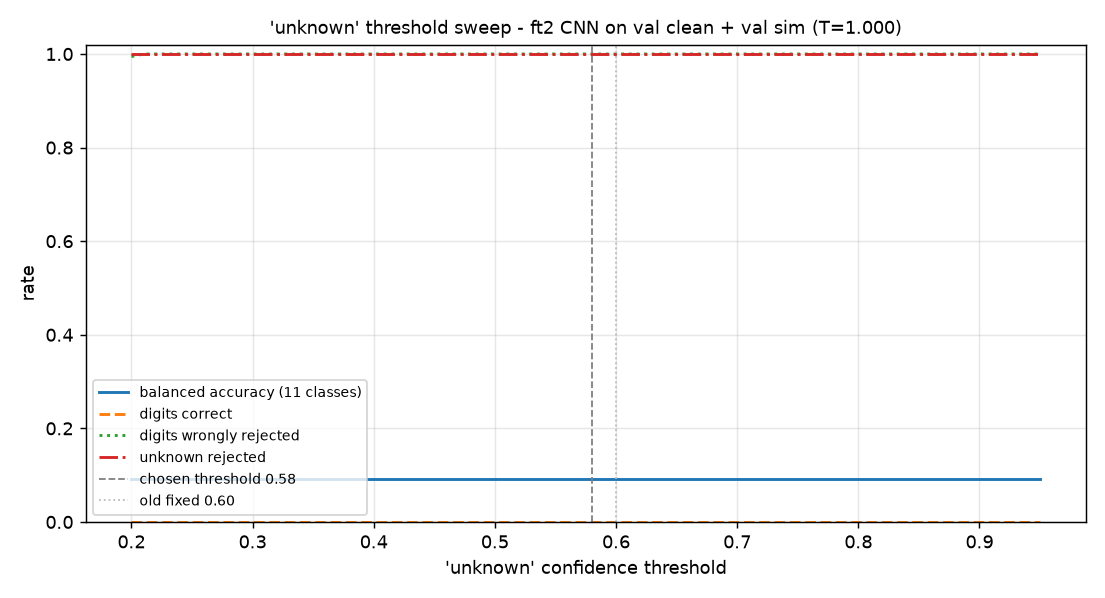 'unknown' threshold sweep - ft2 CNN on val clean + val sim (T=1.000)
1.0
0.8
0.6
0.4
0.2
0.0
rate
balanced accuracy (11 classes)
digits correct
digits wrongly rejected
unknown rejected
chosen threshold 0.58
old fixed 0.60
0.2 0.3 0.4 0.5 0.6 0.7 0.8 0.9
'unknown' confidence threshold